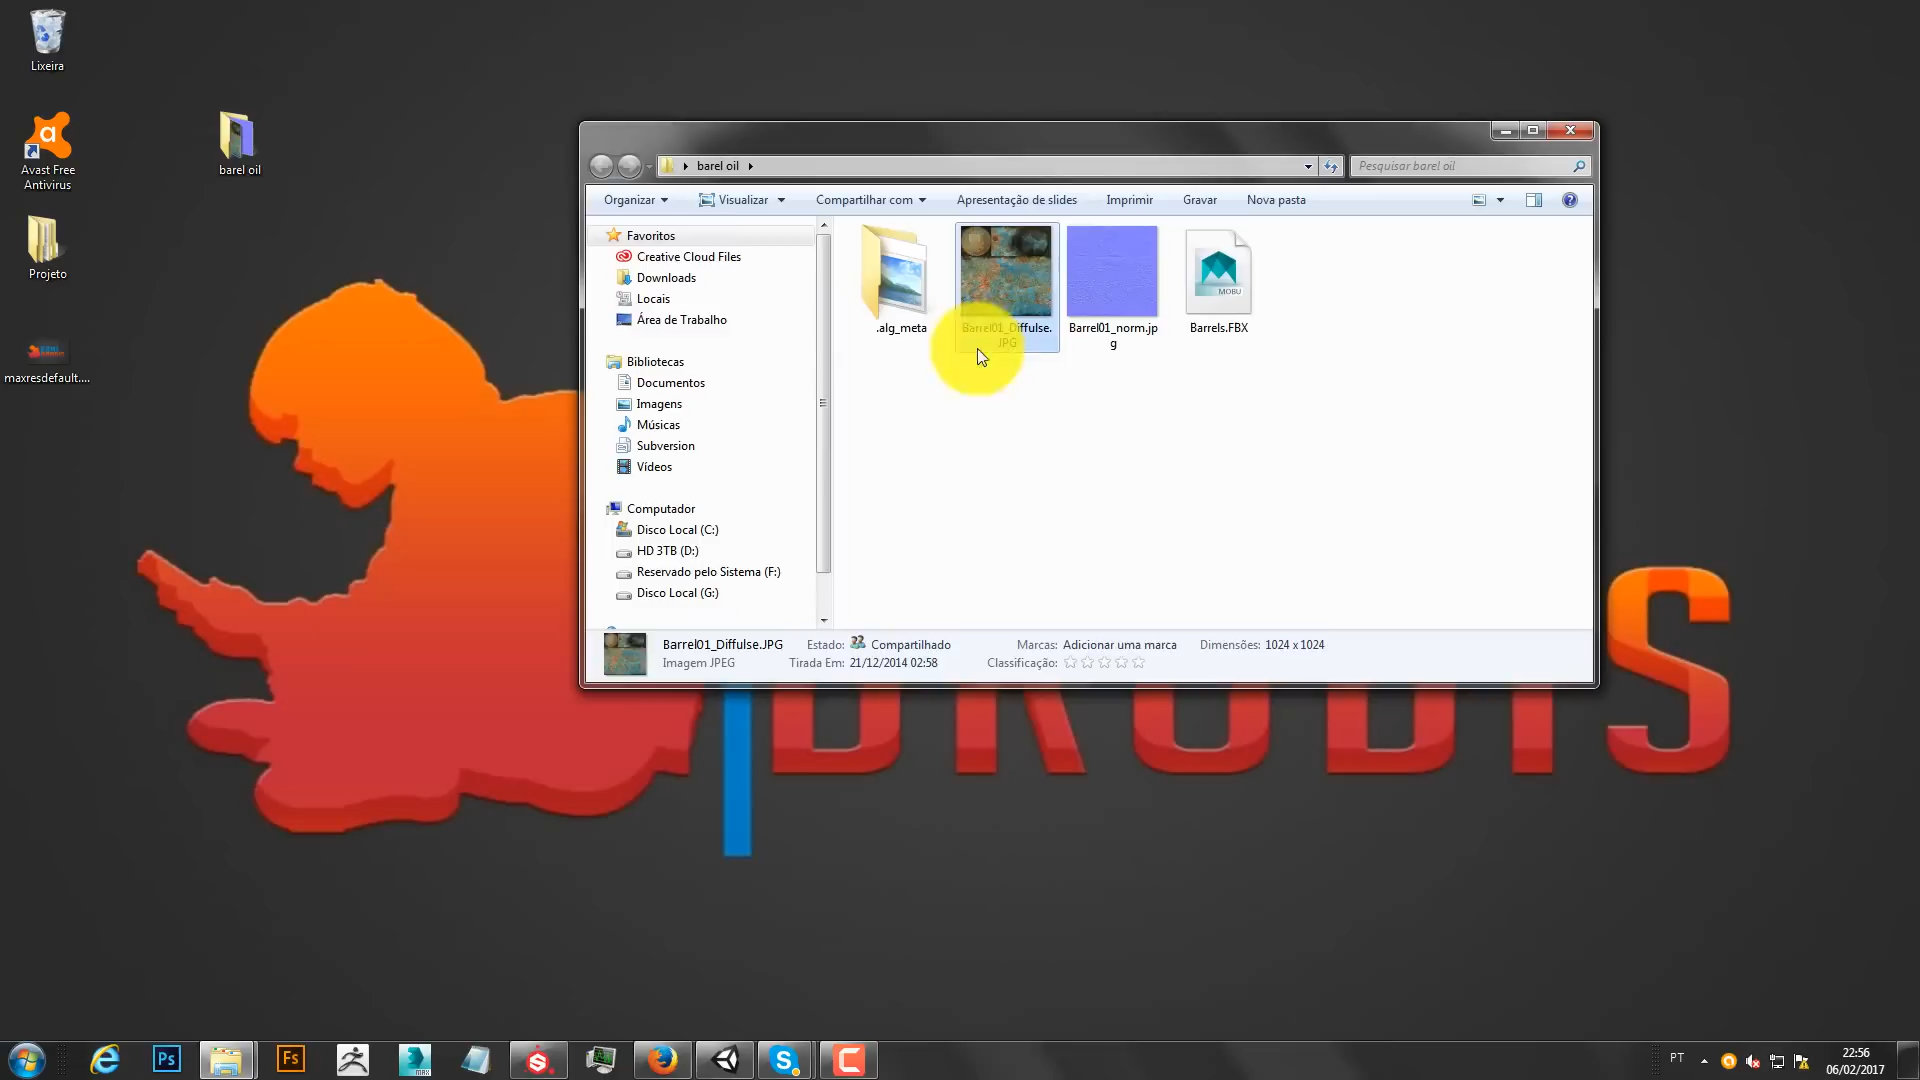 Lixeira
Avast Free
Antivirus
barel oil
Projeto
maxresdefault....
barel oil
Pesquisar barel oil
Organizar
Visualizar
Compartilhar com
Apresentação de slides
Imprimir
Gravar
Nova pasta
Favoritos
Creative Cloud Files
Downloads
Locais
Área de Trabalho
Bibliotecas
Documentos
Imagens
Músicas
Subversion
Vídeos
Computador
Disco Local (C:)
HD 3TB (D:)
Reservado pelo Sistema (F:)
Disco Local (G:)
.alg_meta
Barrel01_Diffulse.
JPG
Barrel01_norm.jp
g
MOBU
Barrels.FBX
Barrel01_Diffulse.JPG
Estado: Compartilhado
Marcas: Adicionar uma marca
Dimensões: 1024 x 1024
Imagem JPEG
Tirada Em: 21/12/2014 02:58
Classificação:
Ps
Fs
MAX
PT
22:56
06/02/2017